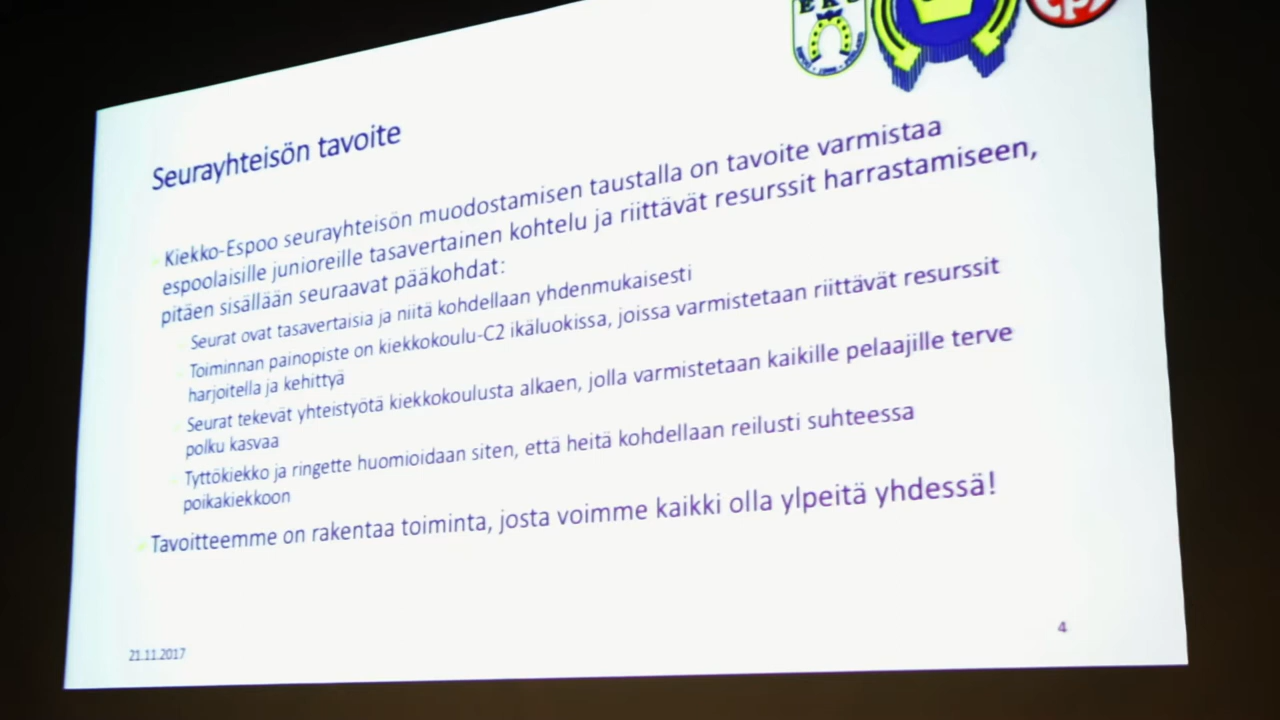 Seurayhteisön tavoite
Kiekko-Espoo seurayhteisön muodostamisen taustalla on tavoite varmistaa
espoolaisille junioreille tasavertainen kohtelu ja riittävät resurssit harrastamiseen,
pitäen sisällään seuraavat pääkohdat:
Seurat ovat tasavertaisia ja niitä kohdellaan yhdenmukaisesti
Toiminnan painopiste on kiekkokoulu-C2 ikäluokissa, joissa varmistetaan riittävät resurssit
harjoitella ja kehittyä
Seurat tekevät yhteistyötä kiekkokoulusta alkaen, jolla varmistetaan kaikille pelaajille terve
polku kasvaa
Tyttökiekko ja ringette huomioidaan siten, että heitä kohdellaan reilusti suhteessa
poikakiekkoon
Tavoitteemme on rakentaa toiminta, josta voimme kaikki olla ylpeitä yhdessä!
21.11.2017
4